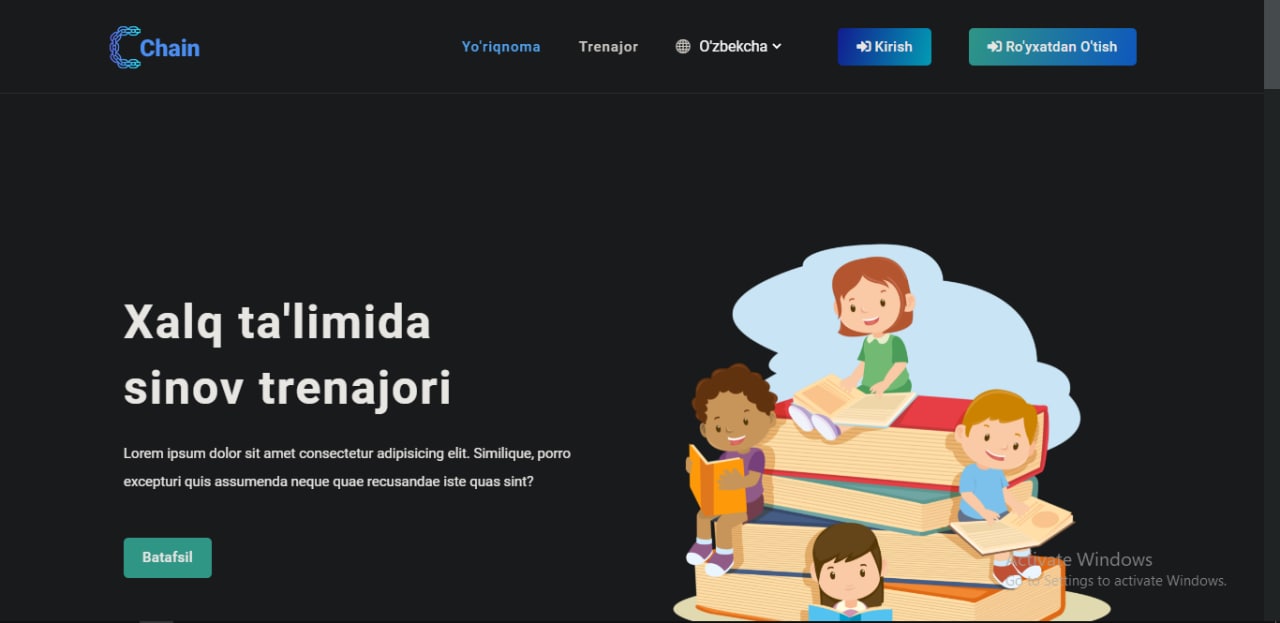 Chain
Yo'riqnoma
Trenajor
O'zbekcha
Kirish
Ro'yxatdan O'tish
Xalq ta'limida
sinov trenajori
Lorem ipsum dolor sit amet consectetur adipisicing elit. Similique, porro
excepturi quis assumenda neque quae recusandae iste quas sint?
Batafsil
Activate Windows
Go to Settings to activate Windows.